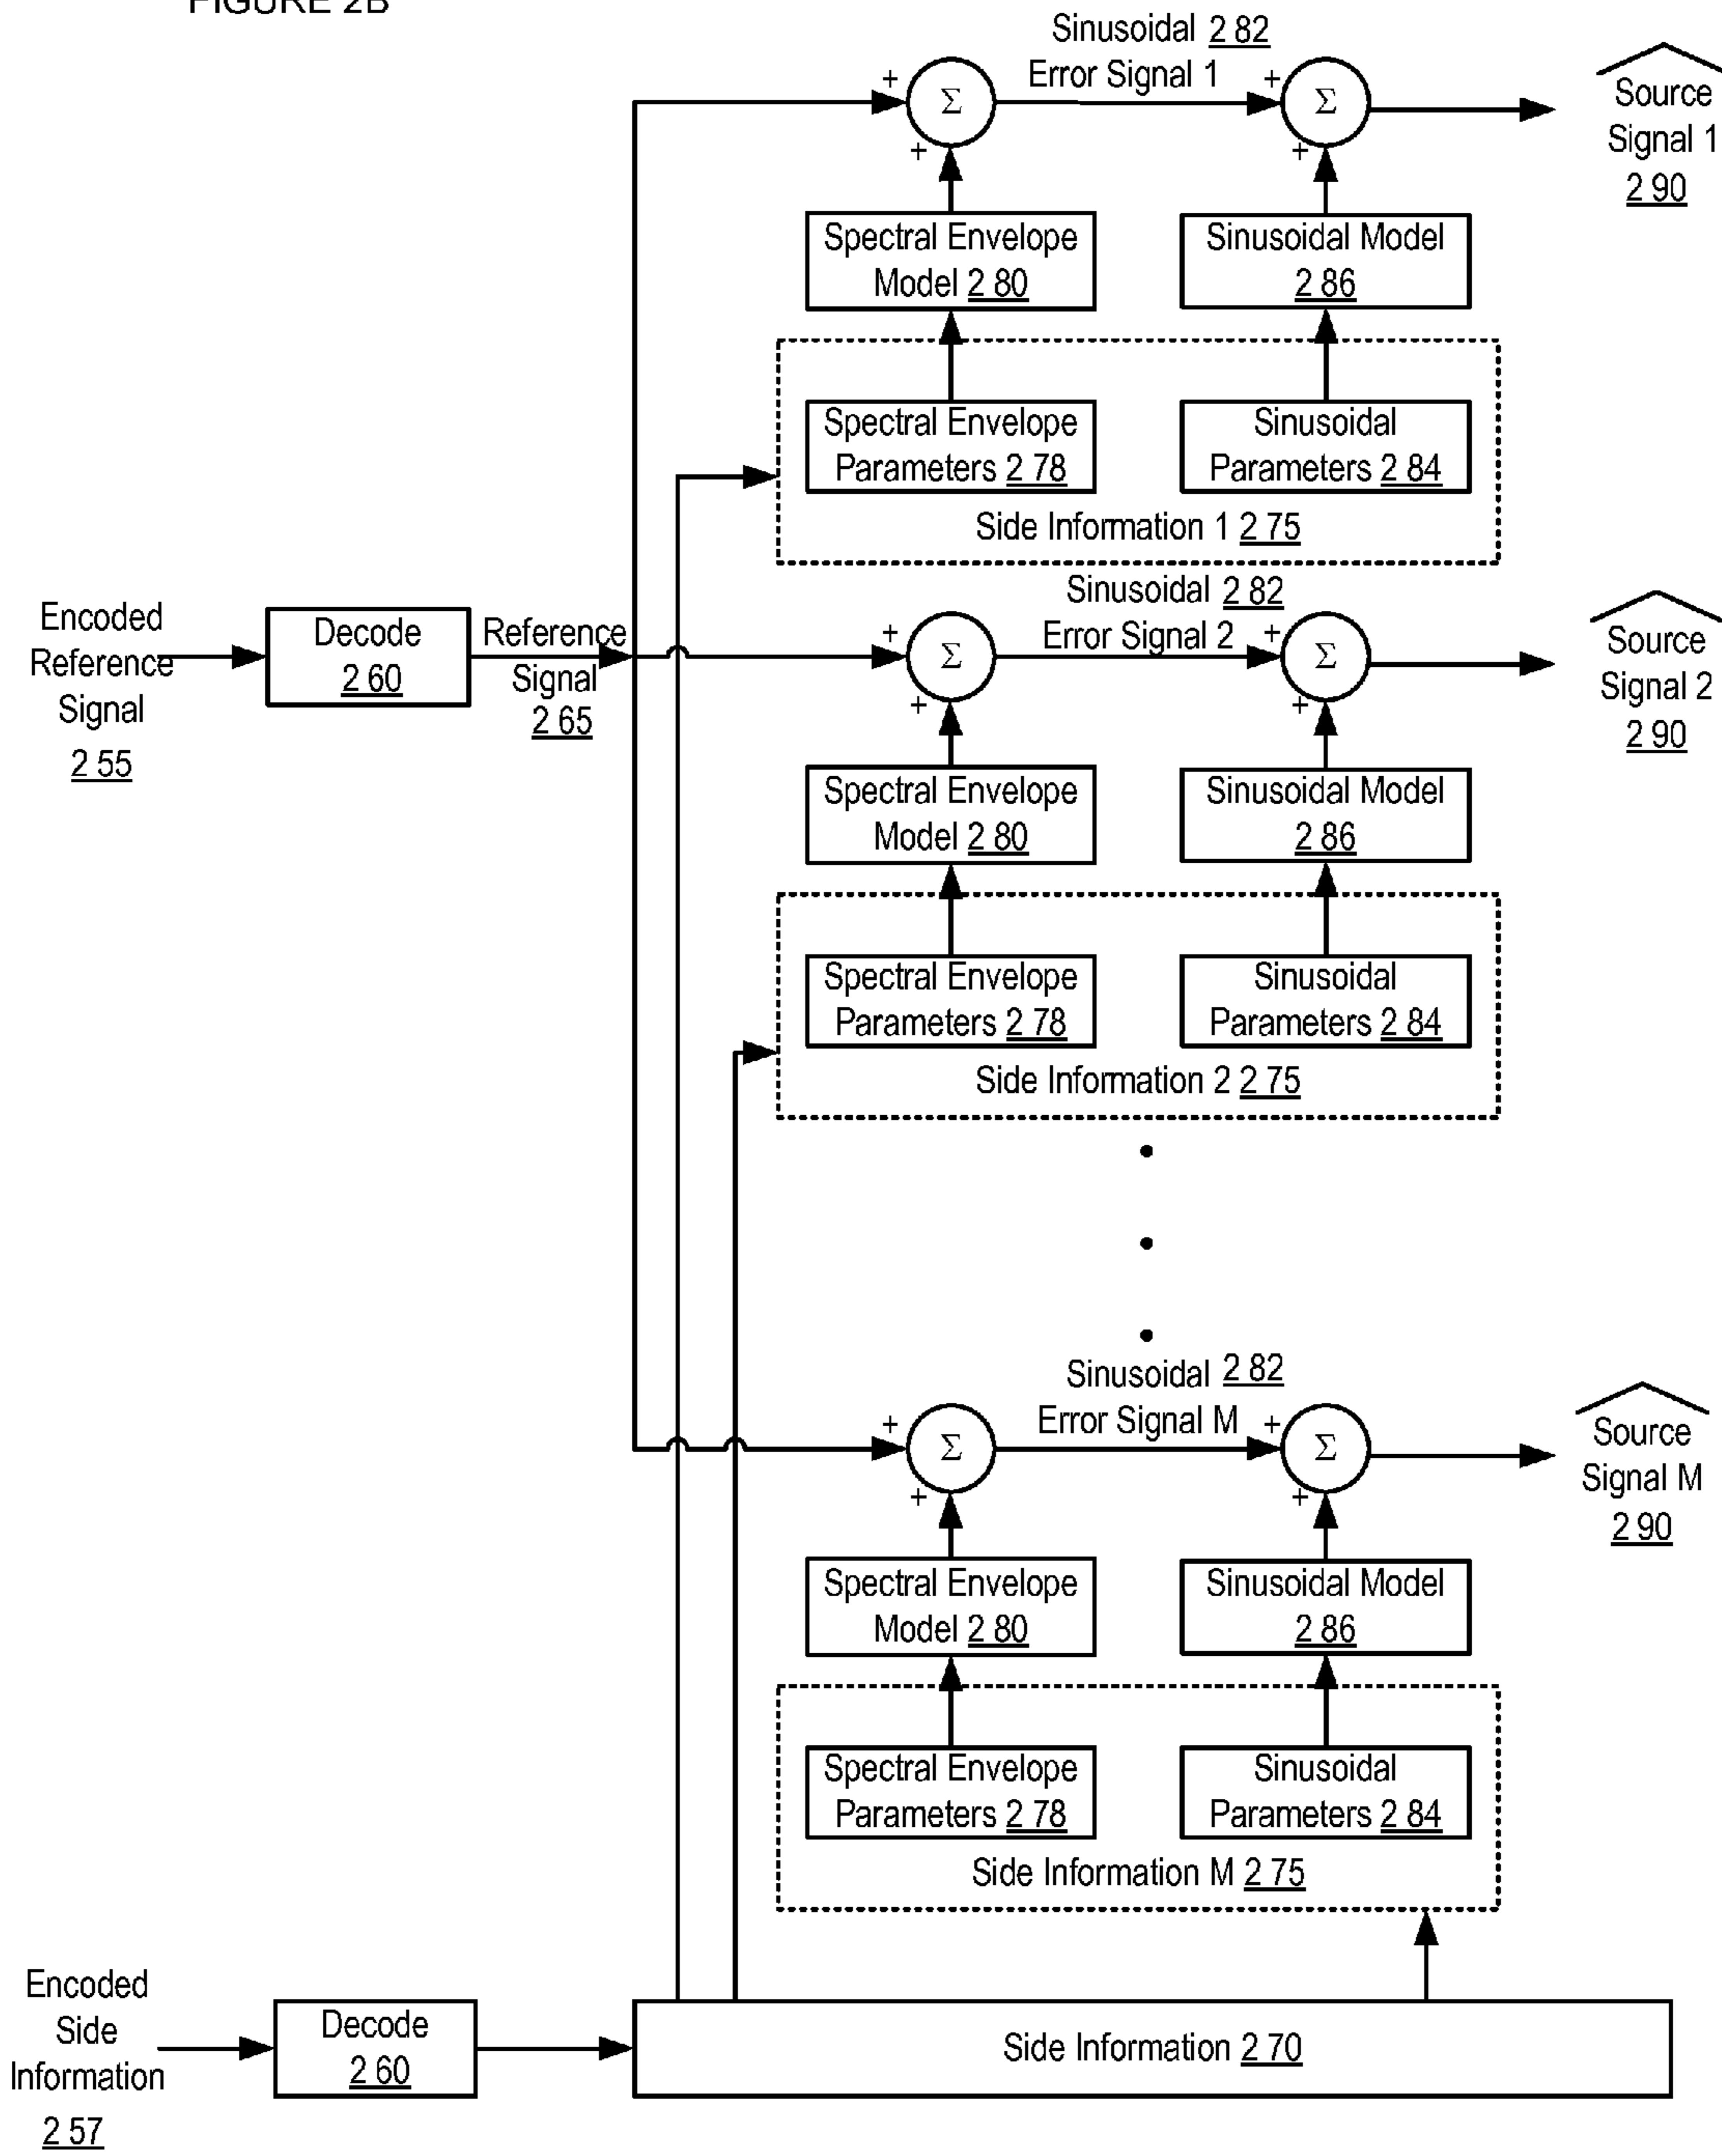 FIGURE 2B
Sinusoidal 2 82
Error Signal 1
+
Σ
+
+
Σ
+
Source
Signal 1
2 90
Spectral Envelope
Model 2 80
Sinusoidal Model
2 86
Spectral Envelope
Parameters 2 78
Sinusoidal
Parameters 2 84
Side Information 1 2 75
Encoded
Reference
Signal
2 55
Decode
2 60
Reference
Signal
2 65
Sinusoidal 2 82
Error Signal 2
+
Σ
+
+
Σ
+
Source
Signal 2
2 90
Spectral Envelope
Model 2 80
Sinusoidal Model
2 86
Spectral Envelope
Parameters 2 78
Sinusoidal
Parameters 2 84
Side Information 2 2 75
Sinusoidal 2 82
Error Signal M
+
Σ
+
+
Σ
+
Source
Signal M
2 90
Spectral Envelope
Model 2 80
Sinusoidal Model
2 86
Spectral Envelope
Parameters 2 78
Sinusoidal
Parameters 2 84
Side Information M 2 75
Encoded
Side
Information
2 57
Decode
2 60
Side Information 2 70